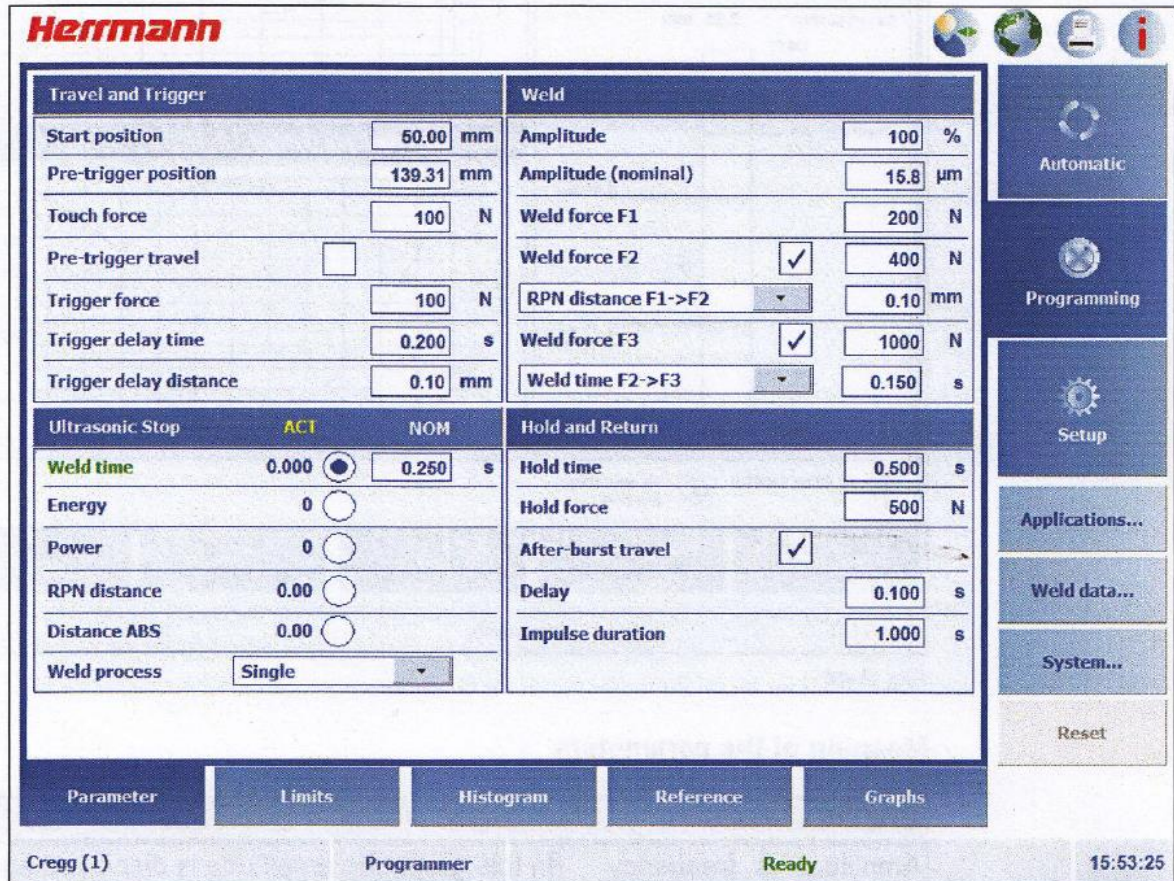 Herrmann
Travel and Trigger
Start position 50.00 mm
Pre-trigger position 139.31 mm
Touch force 100 N
Pre-trigger travel
Trigger force 100 N
Trigger delay time 0.200 s
Trigger delay distance 0.10 mm
Weld
Amplitude 100 %
Amplitude (nominal) 15.8 µm
Weld force F1 200 N
Weld force F2 400 N
RPN distance F1->F2 0.10 mm
Weld force F3 1000 N
Weld time F2->F3 0.150 s
Ultrasonic Stop ACT NOM
Weld time 0.000 0.250 s
Energy 0
Power 0
RPN distance 0.00
Distance ABS 0.00
Weld process Single
Hold and Return
Hold time 0.500 s
Hold force 500 N
After-burst travel
Delay 0.100 s
Impulse duration 1.000 s
Automatic
Programming
Setup
Applications...
Weld data...
System...
Reset
Parameter Limits Histogram Reference Graphs
Cregg (1) Programmer Ready 15:53:25